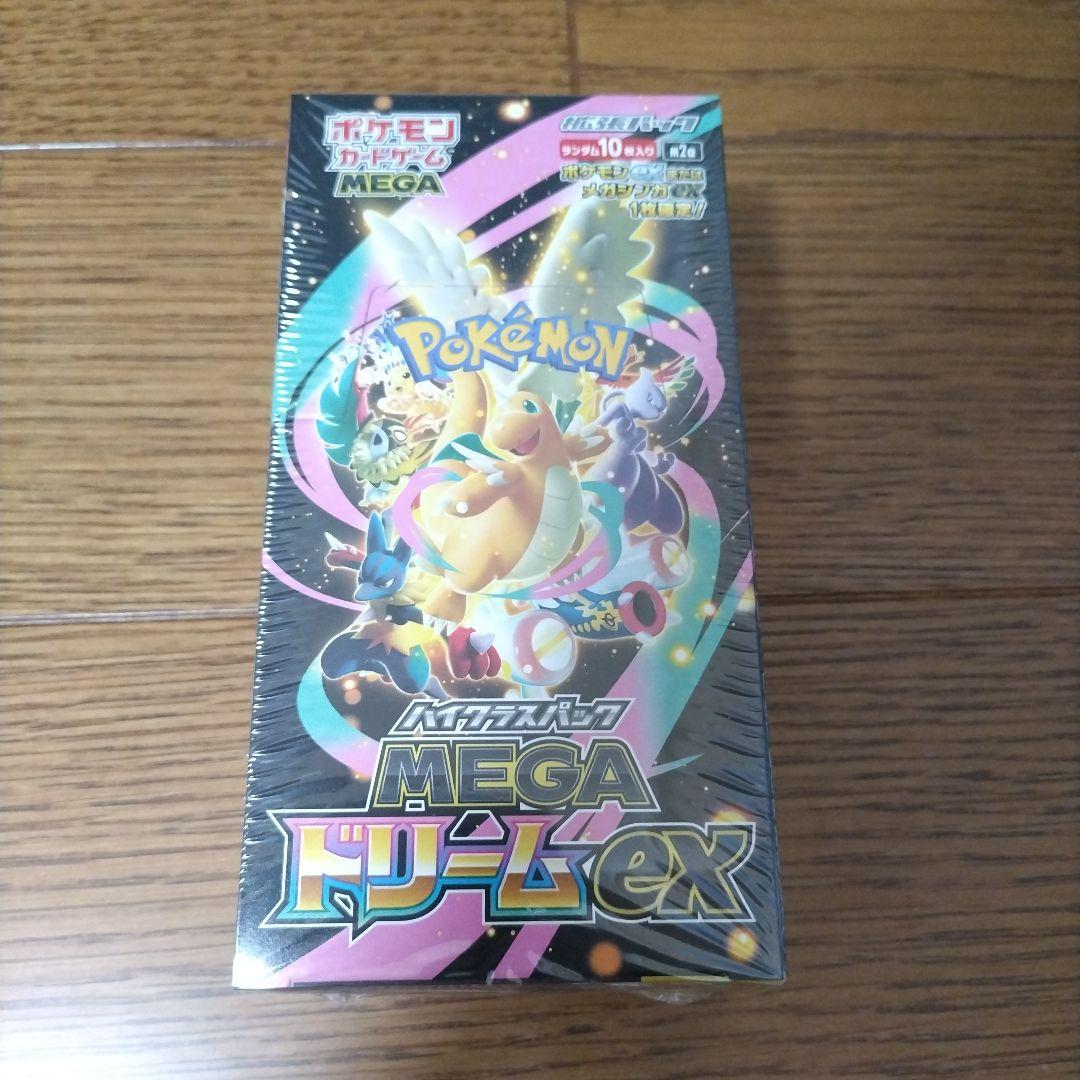 ポケモン
カードゲーム
MEGA
拡張パック
ランダム10枚入り
ポケモンexまたは
メガシンカex
1枚確定!
POKéMON
ハイクラスパック
MEGA
ドリームex